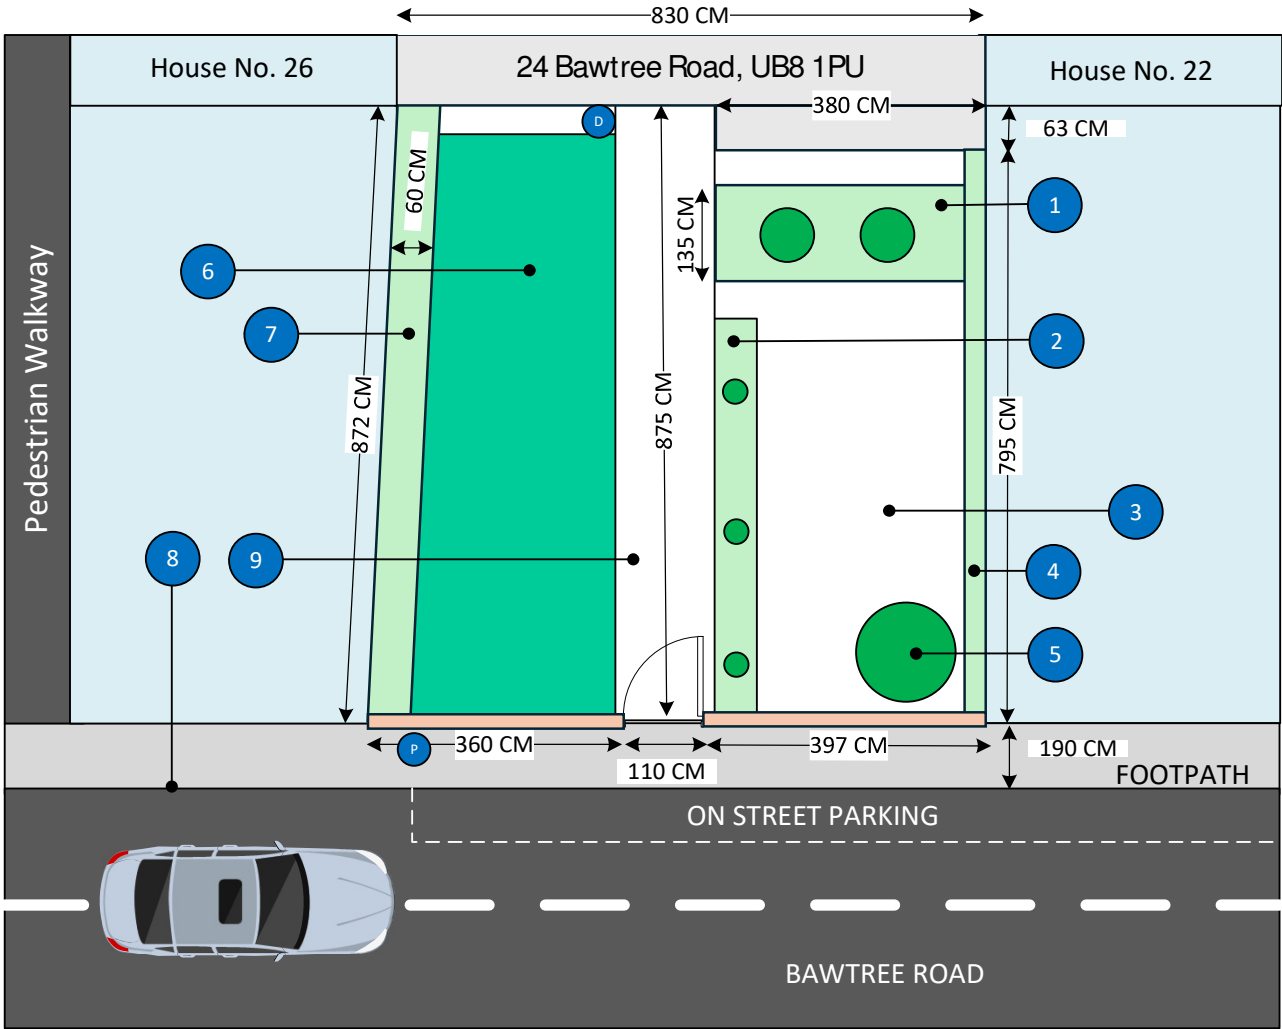 830 CM
House No. 26
24 Bawtree Road, UB8 1PU
House No. 22
380 CM
63 CM
D
60 CM
135 CM
1
6
7
2
Pedestrian Walkway
872 CM
875 CM
795 CM
3
8
9
4
5
P
360 CM
397 CM
190 CM
110 CM
FOOTPATH
ON STREET PARKING
BAWTREE ROAD